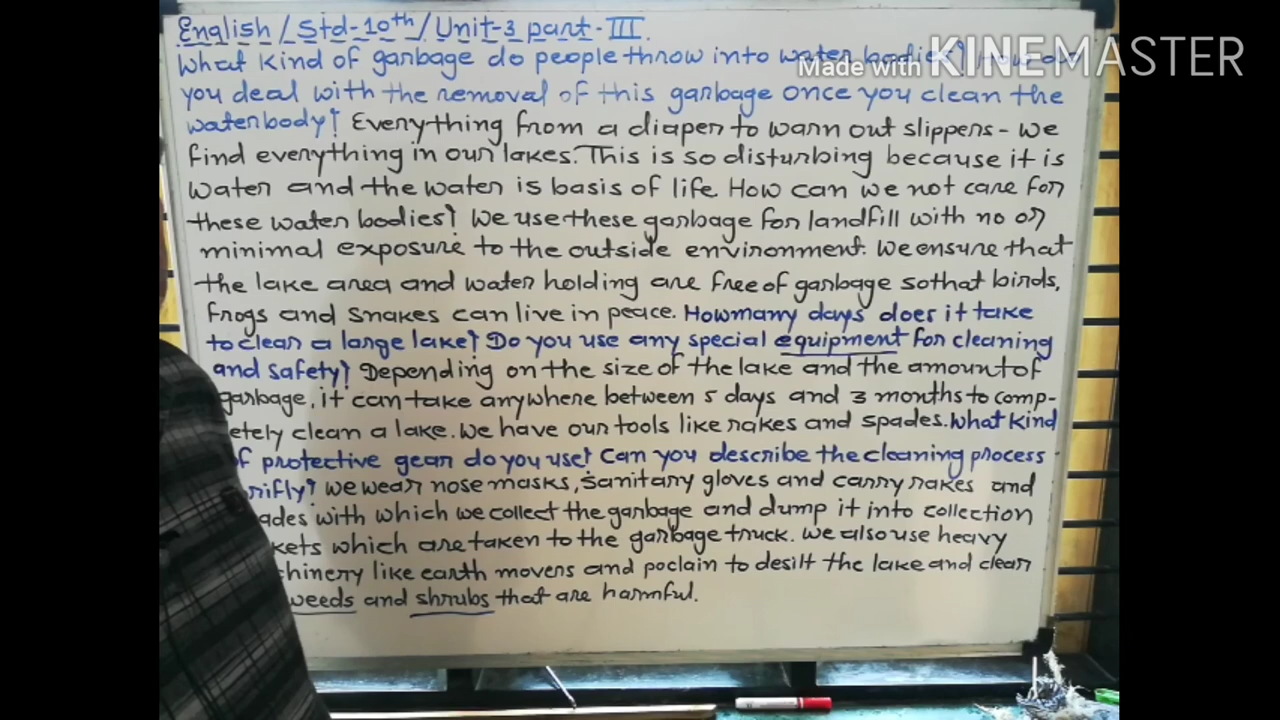 English / Std-10th / Unit-3 part-III
Made with KINEMASTER
What kind of garbage do people throw into water bodies? How do
you deal with the removal of this garbage once you clean the
waterbody? Everything from a diaper to warn out slippers - we
find everything in our lakes. This is so disturbing because it is
water and the water is basis of life. How can we not care for
these water bodies? We use these garbage for landfill with no or
minimal exposure to the outside environment. We ensure that
the lake area and water holding are free of garbage sothat birds,
frogs and snakes can live in peace. Howmany days does it take
to clean a large lake? Do you use any special equipment for cleaning
and safety? Depending on the size of the lake and the amount of
garbage, it can take anywhere between 5 days and 3 months to comp-
etely clean a lake. We have our tools like rakes and spades. What kind
of protective gear do you use? Can you describe the cleaning process
rifly? We wear nose masks, sanitary gloves and carry rakes and
ades with which we collect the garbage and dump it into collection
kets which are taken to the garbage truck. We also use heavy
chinery like earth movers and poclain to desilt the lake and clear
weeds and shrubs that are harmful.